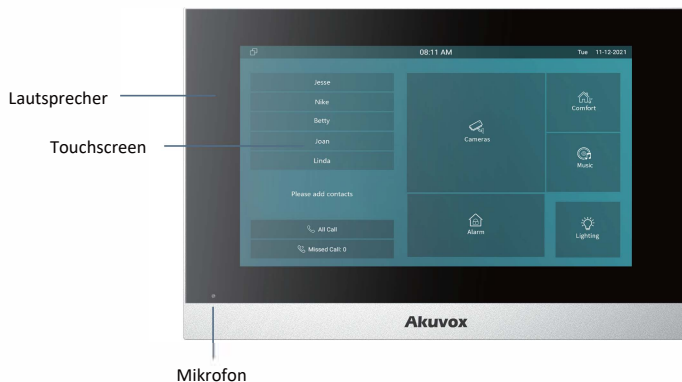 08:11 AM
Tue 11-12-2021
Jesse
Nike
Betty
Joan
Linda
Please add contacts
All Call
Missed Call: 0
Cameras
Alarm
Comfort
Music
Lighting
Lautsprecher
Touchscreen
Akuvox
Mikrofon